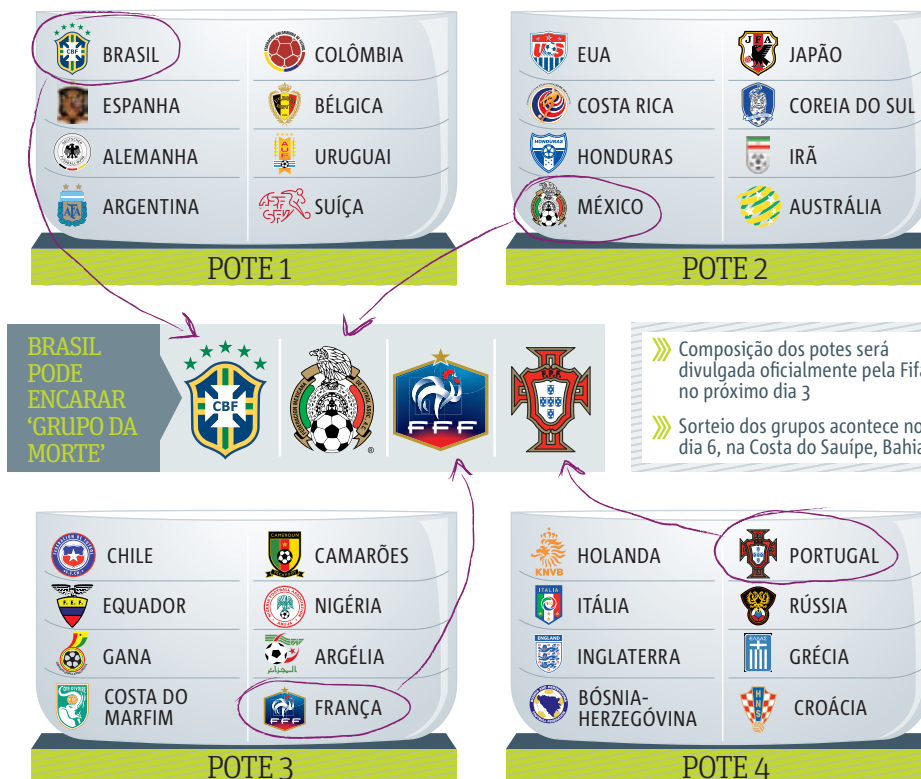 BRASIL
COLÔMBIA
ESPANHA
BÉLGICA
ALEMANHA
URUGUAI
ARGENTINA
SUÍÇA
POTE 1
EUA
JAPÃO
COSTA RICA
COREIA DO SUL
HONDURAS
IRÃ
MÉXICO
AUSTRÁLIA
POTE 2
BRASIL
PODE
ENCARAR
‘GRUPO DA
MORTE’
CBF
FFF
Composição dos potes será
divulgada oficialmente pela Fifa
no próximo dia 3
Sorteio dos grupos acontece no
dia 6, na Costa do Sauípe, Bahia
CHILE
CAMARÕES
EQUADOR
NIGÉRIA
GANA
ARGÉLIA
COSTA DO
MARFIM
FRANÇA
POTE 3
HOLANDA
PORTUGAL
ITÁLIA
RÚSSIA
INGLATERRA
GRÉCIA
BÓSNIA-
HERZEGÓVINA
CROÁCIA
POTE 4